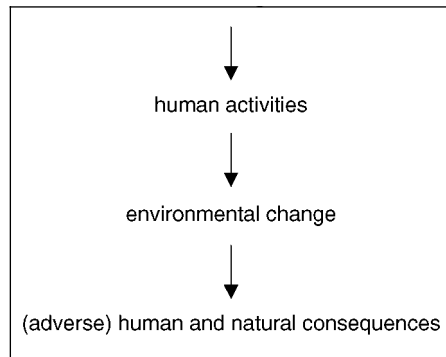 human activities
environmental change
(adverse) human and natural consequences